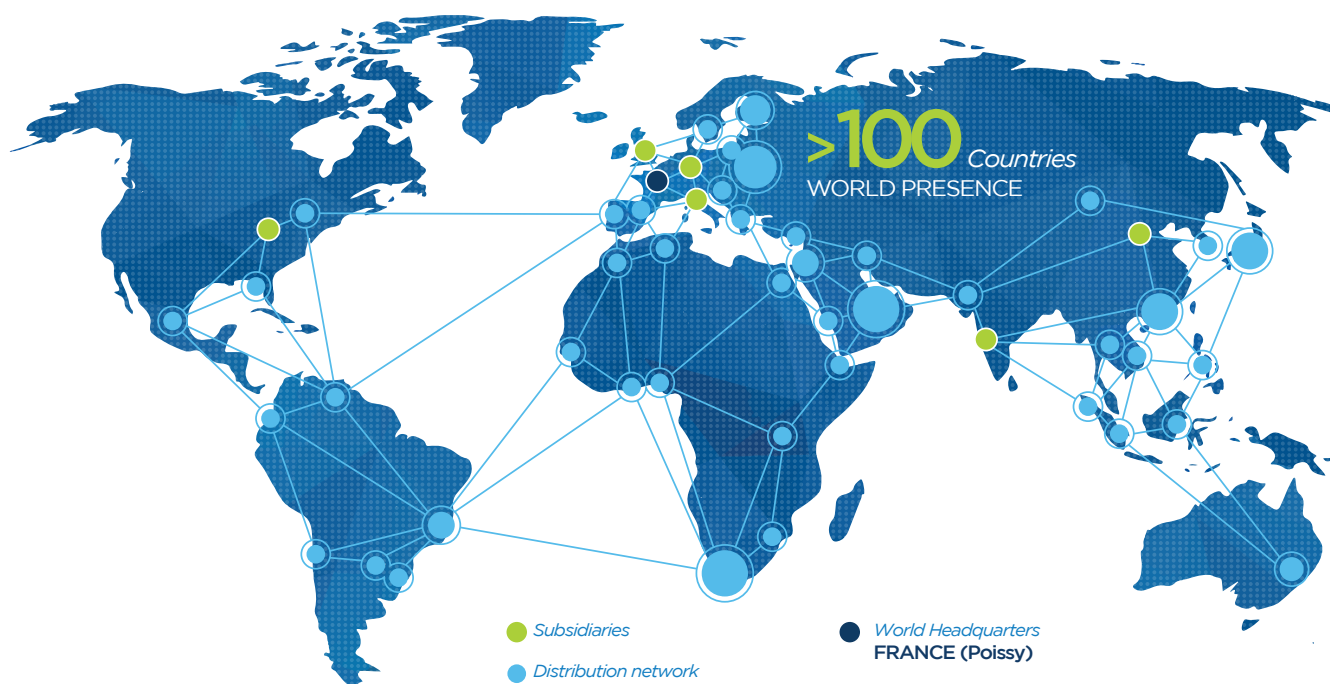 >100 Countries
WORLD PRESENCE
Subsidiaries
Distribution network
World Headquarters
FRANCE (Poissy)